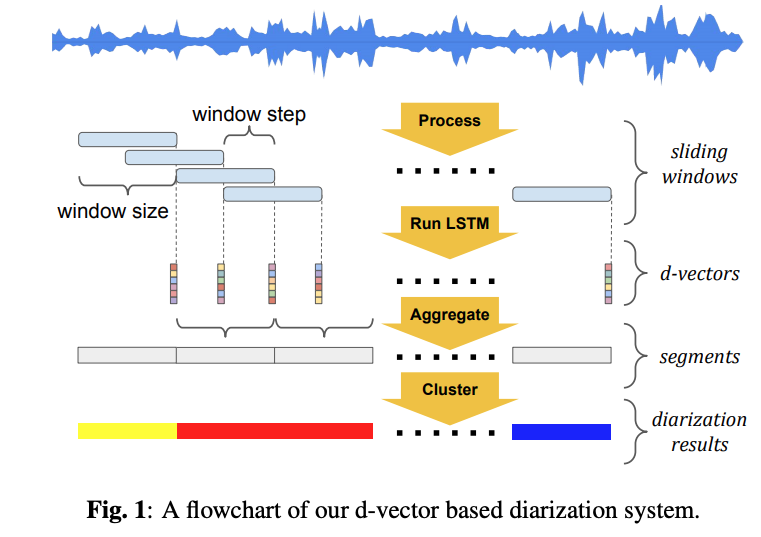 Process
window step
sliding
windows
window size
Run LSTM
d-vectors
Aggregate
segments
Cluster
diarization
results
Fig. 1: A flowchart of our d-vector based diarization system.